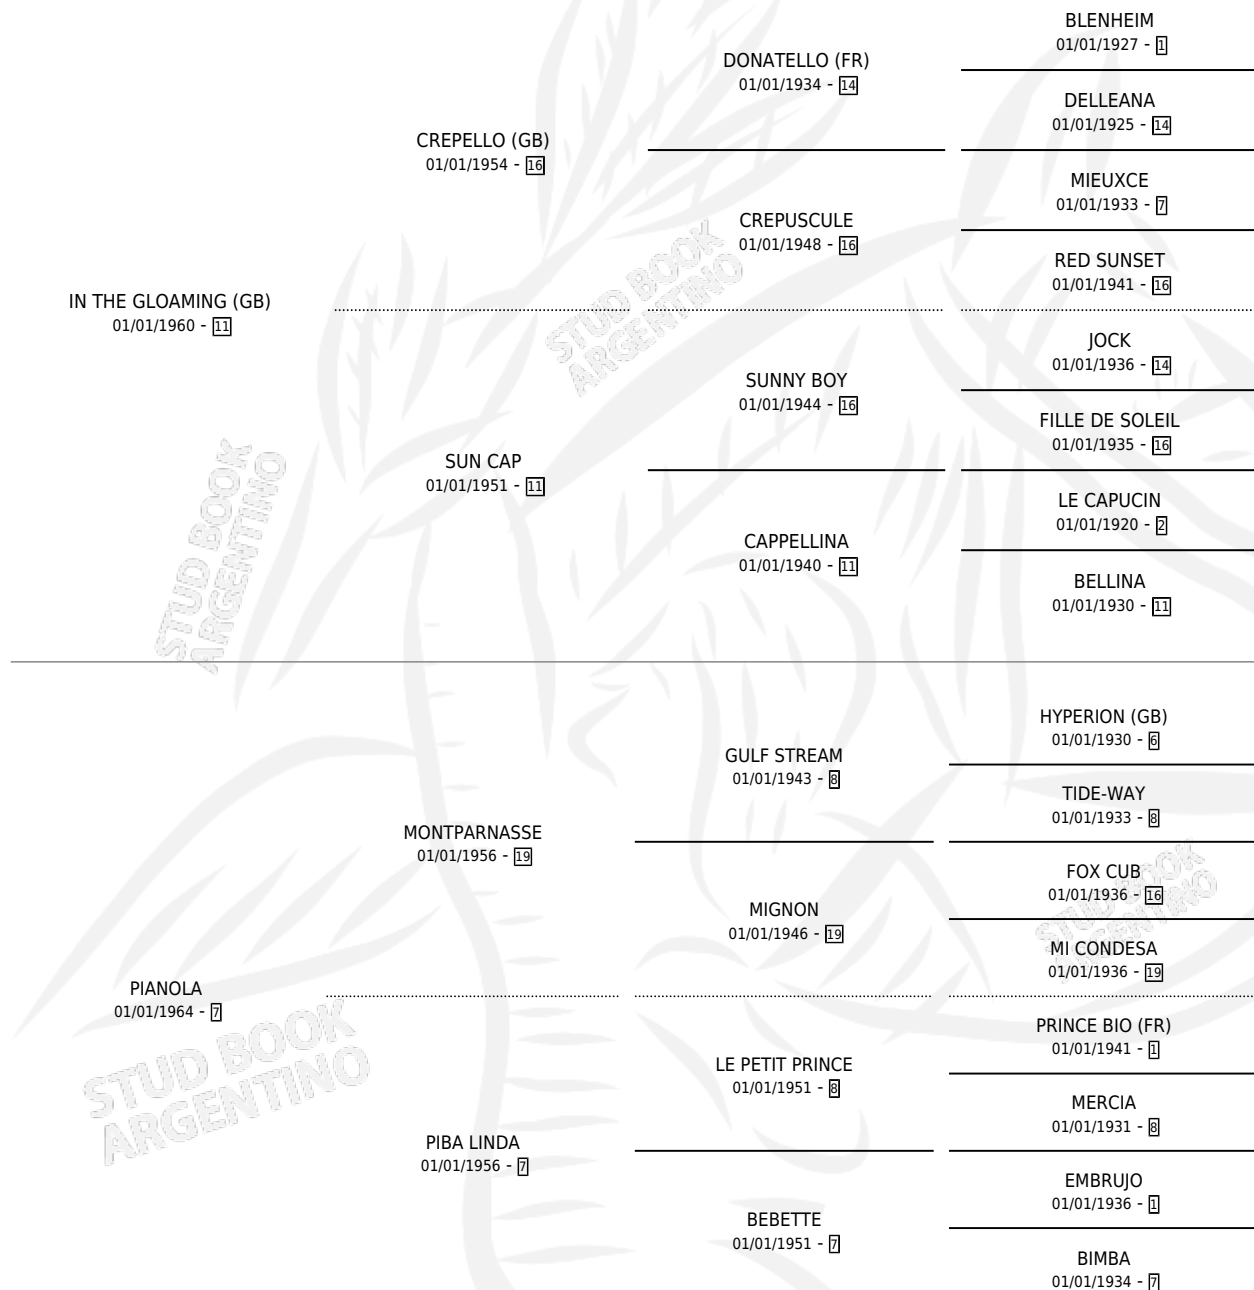 BLENHEIM
01/01/1927 - 1
DONATELLO (FR)
01/01/1934 - 14
DELLEANA
01/01/1925 - 14
CREPELLO (GB)
01/01/1954 - 16
MIEUXCE
01/01/1933 - 7
CREPUSCULE
01/01/1948 - 16
RED SUNSET
01/01/1941 - 16
IN THE GLOAMING (GB)
01/01/1960 - 11
JOCK
01/01/1936 - 14
SUNNY BOY
01/01/1944 - 16
FILLE DE SOLEIL
01/01/1935 - 16
SUN CAP
01/01/1951 - 11
LE CAPUCIN
01/01/1920 - 2
CAPPELLINA
01/01/1940 - 11
BELLINA
01/01/1930 - 11
HYPERION (GB)
01/01/1930 - 6
GULF STREAM
01/01/1943 - 8
TIDE-WAY
01/01/1933 - 8
MONTPARNASSE
01/01/1956 - 19
FOX CUB
01/01/1936 - 16
MIGNON
01/01/1946 - 19
MI CONDESA
01/01/1936 - 19
PIANOLA
01/01/1964 - 7
PRINCE BIO (FR)
01/01/1941 - 1
LE PETIT PRINCE
01/01/1951 - 8
MERCIA
01/01/1931 - 8
PIBA LINDA
01/01/1956 - 7
EMBRUJO
01/01/1936 - 1
BEBETTE
01/01/1951 - 7
BIMBA
01/01/1934 - 7
STUD BOOK
ARGENTINO
STUD BOOK
ARGENTINO
STUD BOOK
ARGENTINO
STUD BOOK
ARGENTINO